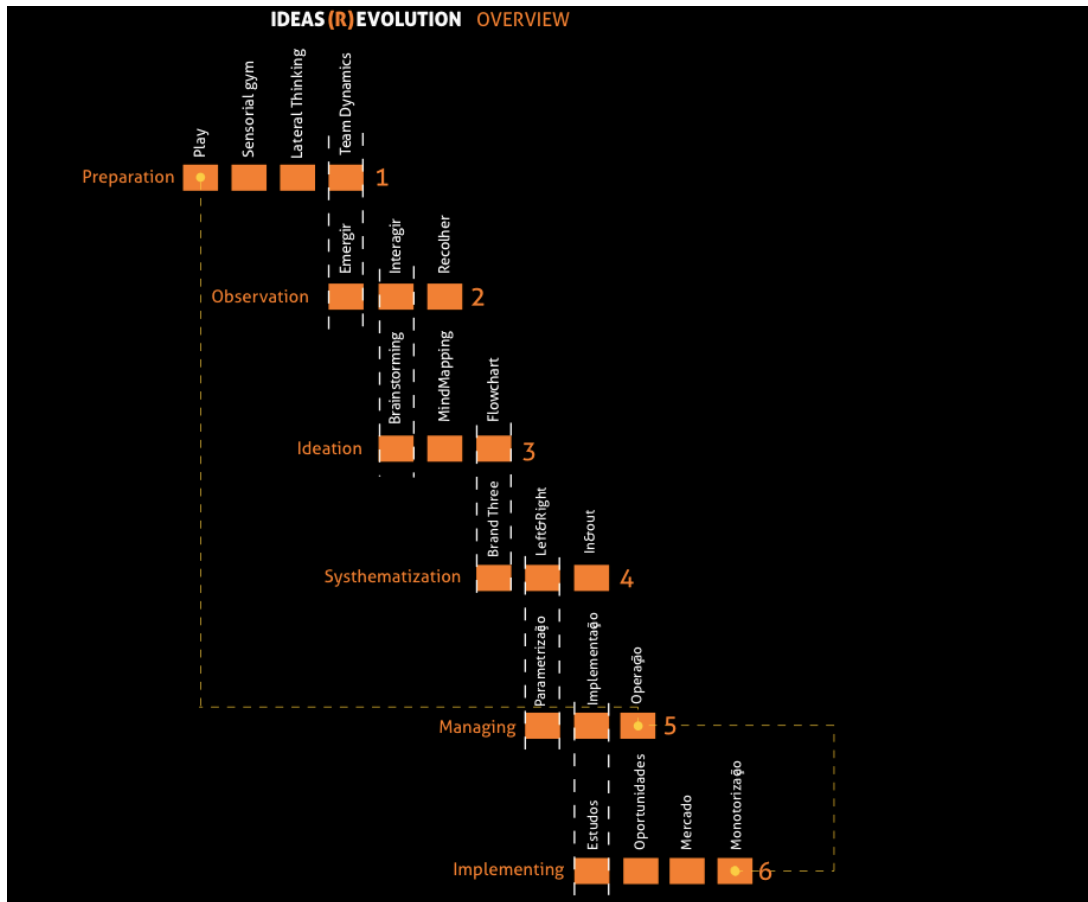 IDEAS(R)EVOLUTION OVERVIEW
Play
Sensorial gym
Lateral Thinking
Team Dynamics
Preparation
1
Emergir
Interagir
Recolher
Observation
2
Brainstorming
MindMapping
Flowchart
Ideation
3
Brand Three
Left&Right
In&out
Systhematization
4
Parametrização
Implementação
Operação
Managing
5
Estudos
Oportunidades
Mercado
Monotorização
Implementing
6